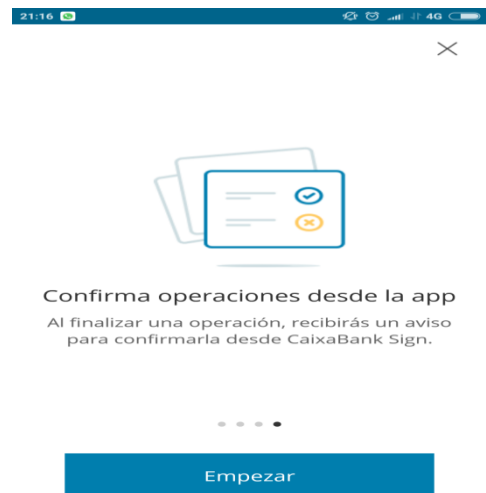 21:16 4G
Confirma operaciones desde la app
Al finalizar una operación, recibirás un aviso
para confirmarla desde CaixaBank Sign.
Empezar